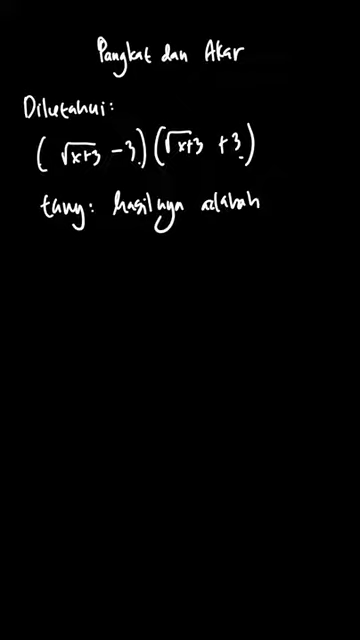 Pangkat dan Akar
Diketahui:
(√x+3 - 3) (√x+3 + 3)
tany: hasilnya adalah